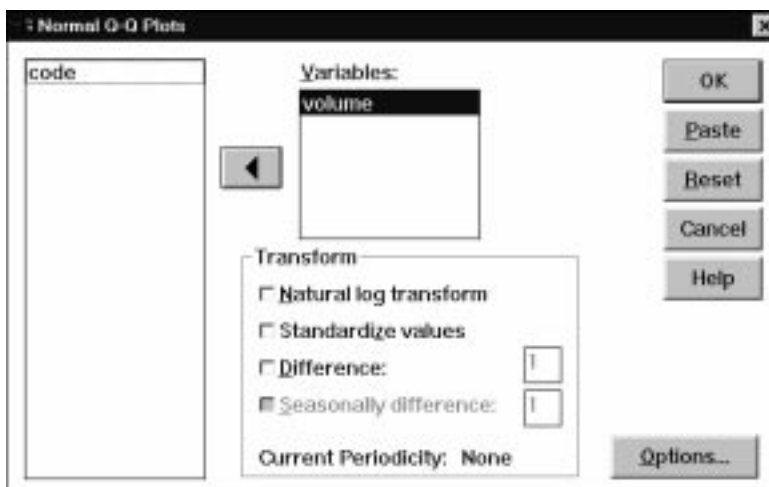 Normal Q-Q Plots
code
Variables:
volume
OK
Paste
Reset
Cancel
Help
Transform
Natural log transform
Standardize values
Difference: 1
Seasonally difference: 1
Current Periodicity: None
Options...